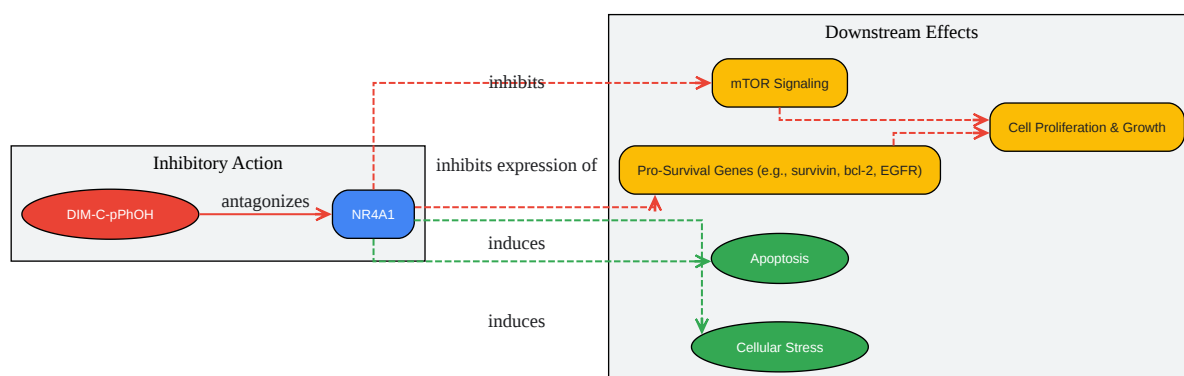 Downstream Effects
inhibits
mTOR Signaling
Cell Proliferation & Growth
Inhibitory Action
inhibits expression of
Pro-Survival Genes (e.g., survivin, bcl-2, EGFR)
DIM-C-pPhOH
antagonizes
NR4A1
induces
Apoptosis
induces
Cellular Stress